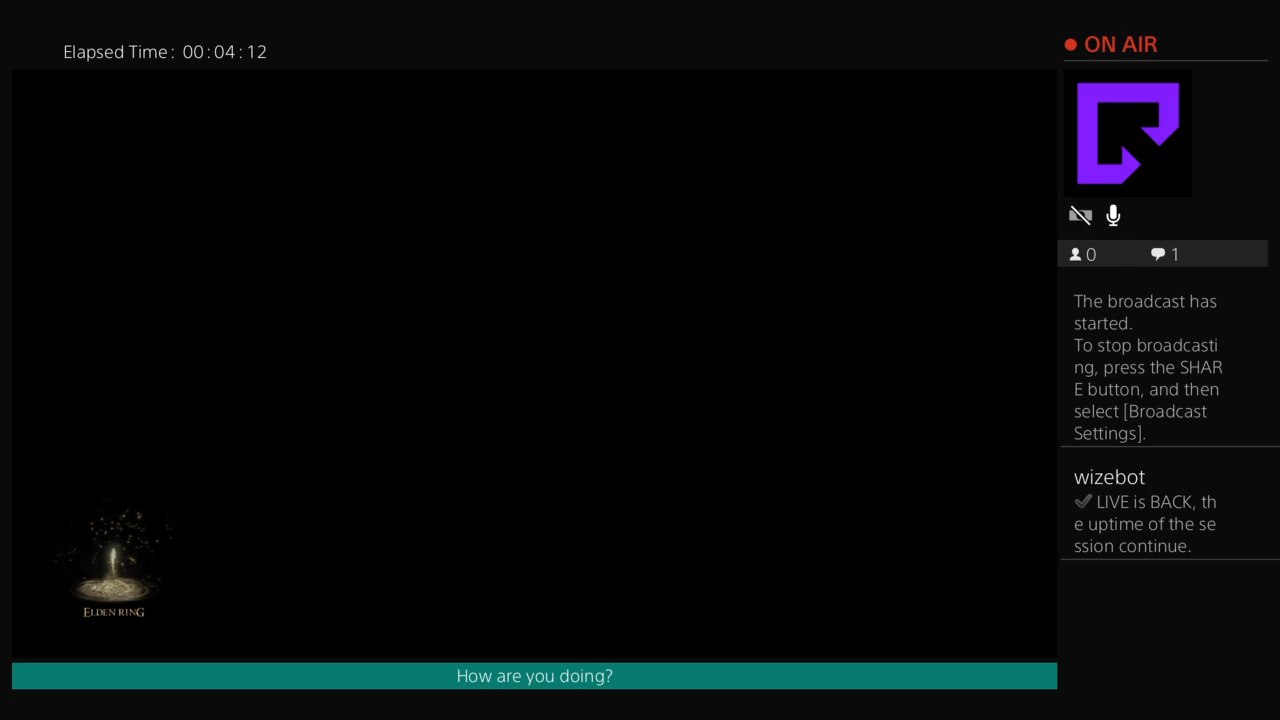 Elapsed Time: 00:04:12
ON AIR
0 1
The broadcast has
started.
To stop broadcasti
ng, press the SHAR
E button, and then
select [Broadcast
Settings].
wizebot
LIVE is BACK, th
e uptime of the se
ssion continue.
ELDEN RING
How are you doing?